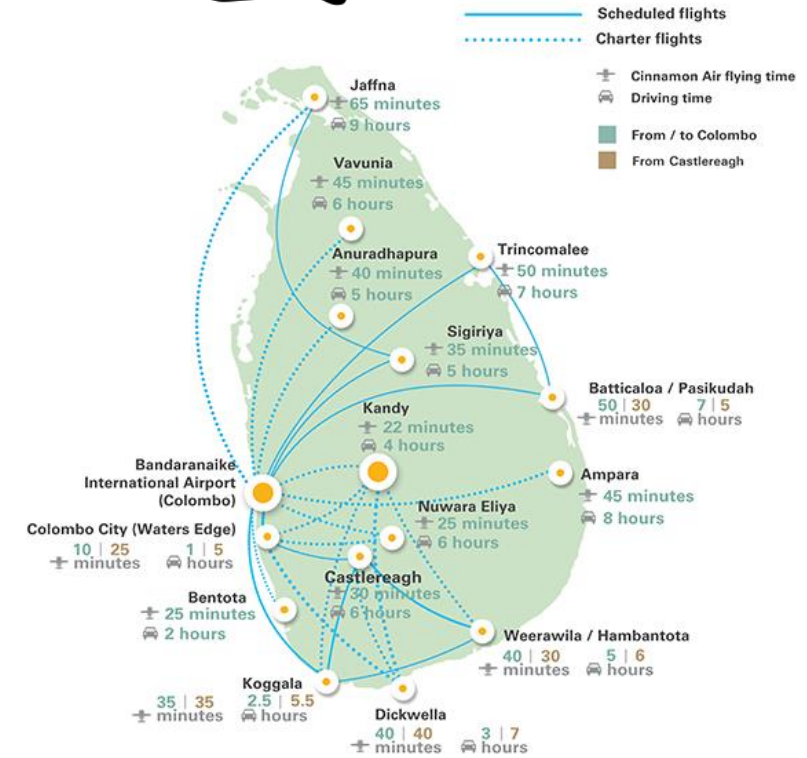 Scheduled flights
Charter flights
Cinnamon Air flying time
Driving time
From / to Colombo
From Castlereagh
Jaffna
65 minutes
9 hours
Vavunia
45 minutes
6 hours
Anuradhapura
40 minutes
5 hours
Trincomalee
50 minutes
7 hours
Sigiriya
35 minutes
5 hours
Batticaloa / Pasikudah
50 | 30 7 | 5
minutes hours
Kandy
22 minutes
4 hours
Bandaranaike
International Airport
(Colombo)
Ampara
45 minutes
8 hours
Nuwara Eliya
25 minutes
6 hours
Colombo City (Waters Edge)
10 | 25 1 | 5
minutes hours
Castlereagh
30 minutes
6 hours
Bentota
25 minutes
2 hours
Weerawila / Hambantota
40 | 30 5 | 6
minutes hours
Koggala
35 | 35 2.5 | 5.5
minutes hours
Dickwella
40 | 40 3 | 7
minutes hours